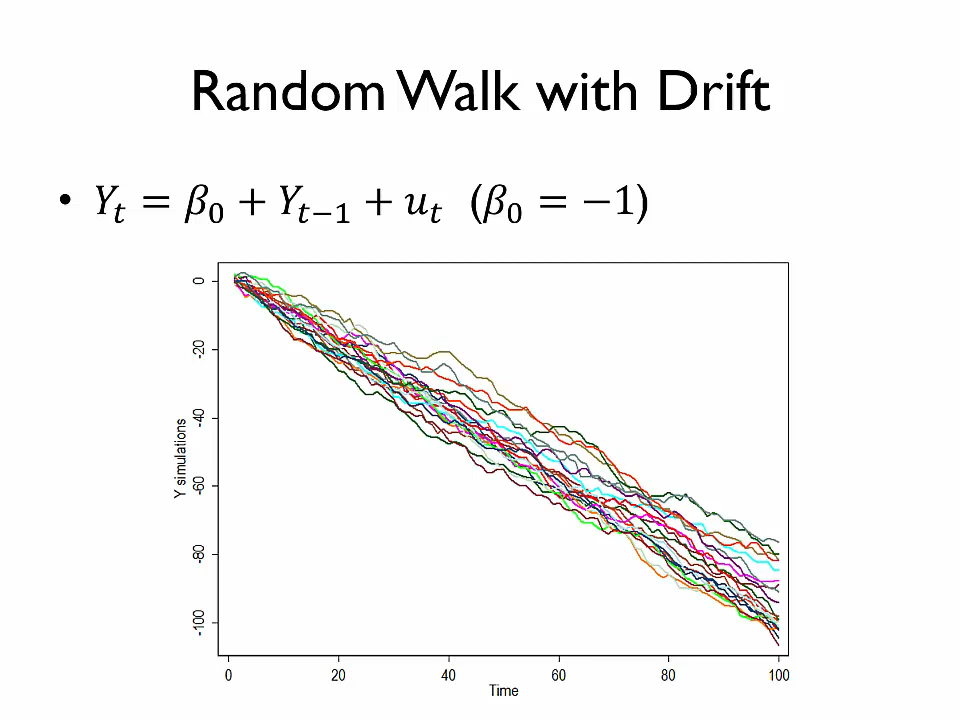 Random Walk with Drift
• 𝑌ₜ = 𝛽₀ + 𝑌ₜ₋₁ + 𝑢ₜ (𝛽₀ = −1)
0
-20
-40
-60
-80
-100
Y simulations
0 20 40 60 80 100
Time